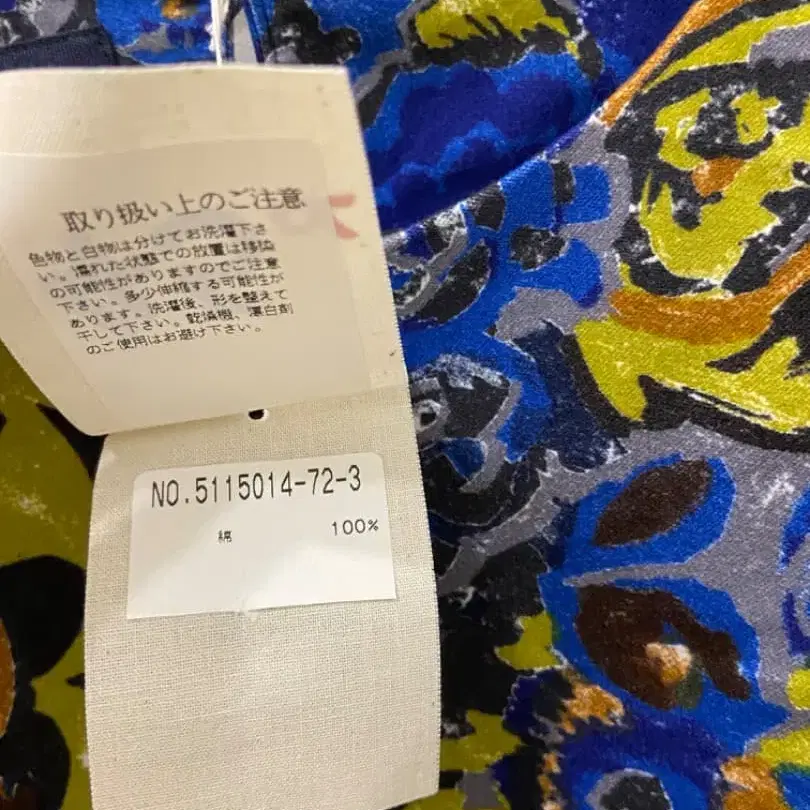 取り扱い上のご注意
色物と白物は分けてお洗濯下さ
い。濡れた状態での放置は移染
の可能性がありますのでご注意
下さい。多少伸縮する可能性が
あります。洗濯後、形を整えて
干して下さい。乾燥機、漂白剤
のご使用はお避け下さい。
NO.5115014-72-3
綿 100%